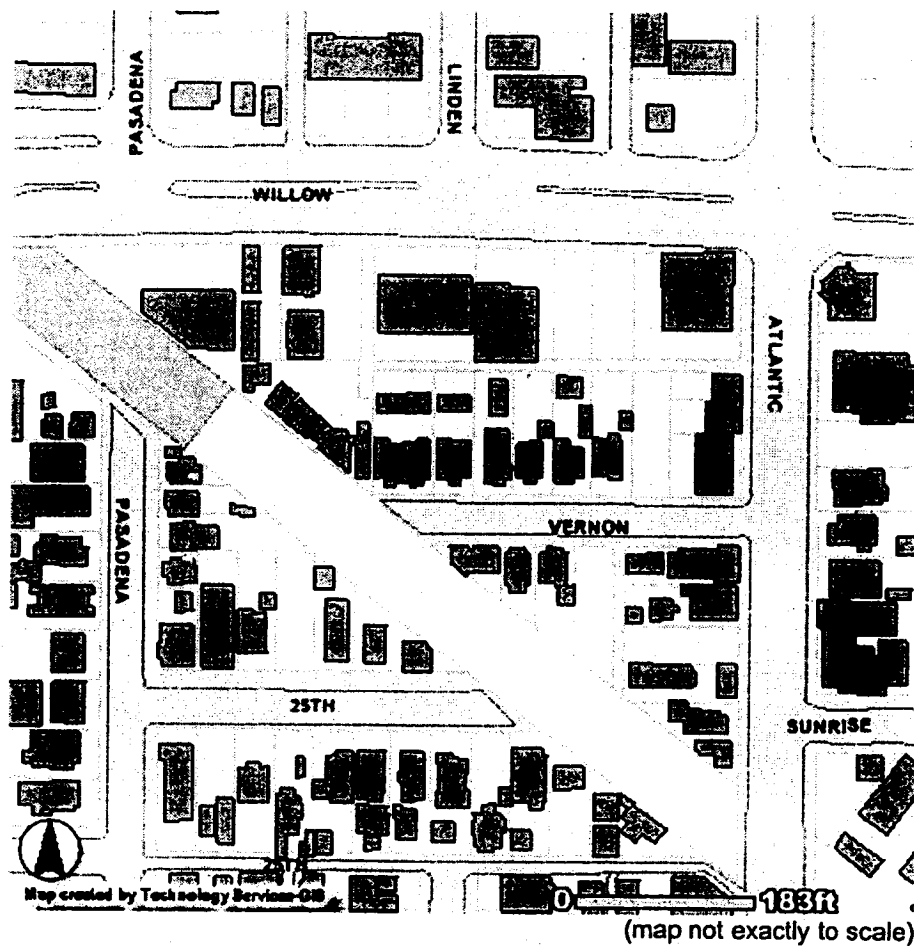 PASADENA
LINDEN
WILLOW
ATLANTIC
PASADENA
VERNON
25TH
SUNRISE
Map created by Technology Services-GIS
0 183ft
(map not exactly to scale)